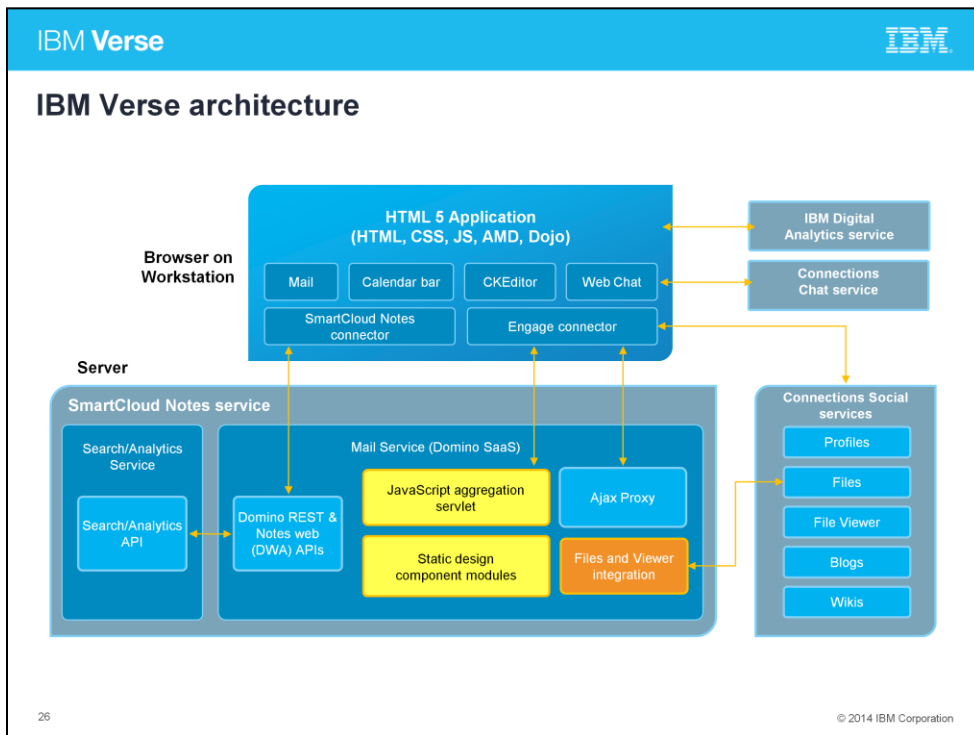 IBM Verse
IBM
IBM Verse architecture
HTML 5 Application
(HTML, CSS, JS, AMD, Dojo)
Browser on
Workstation
Mail
Calendar bar
CKEditor
Web Chat
SmartCloud Notes
connector
Engage connector
IBM Digital
Analytics service
Connections
Chat service
Server
SmartCloud Notes service
Search/Analytics
Service
Search/Analytics
API
Mail Service (Domino SaaS)
Domino REST &
Notes web
(DWA) APIs
JavaScript aggregation
servlet
Static design
component modules
Ajax Proxy
Files and Viewer
integration
Connections Social
services
Profiles
Files
File Viewer
Blogs
Wikis
26
© 2014 IBM Corporation